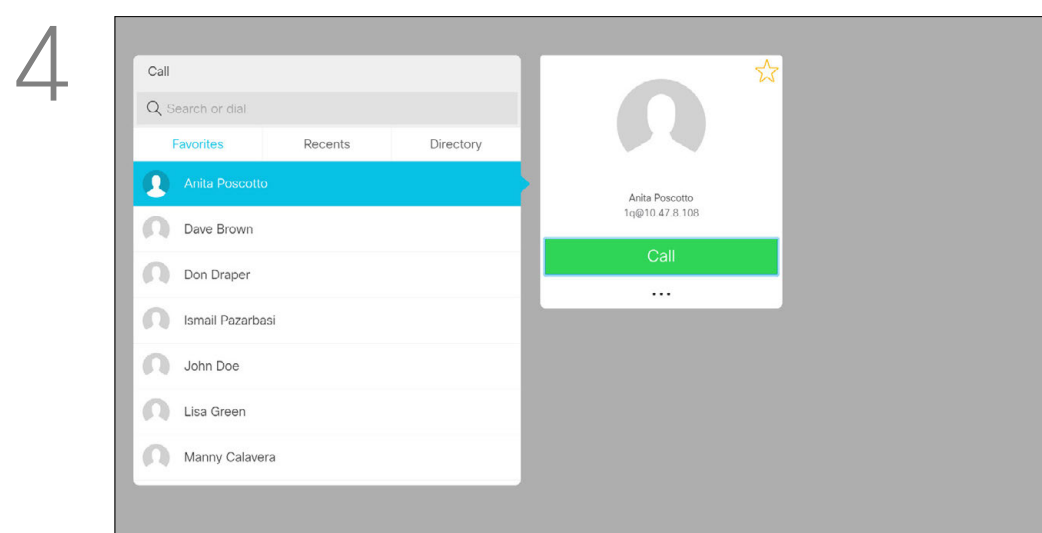 4
Call
Search or dial
Favorites Recents Directory
Anita Poscotto
Dave Brown
Don Draper
Ismail Pazarbasi
John Doe
Lisa Green
Manny Calavera
Anita Poscotto
1q@10.47.8.108
Call
...